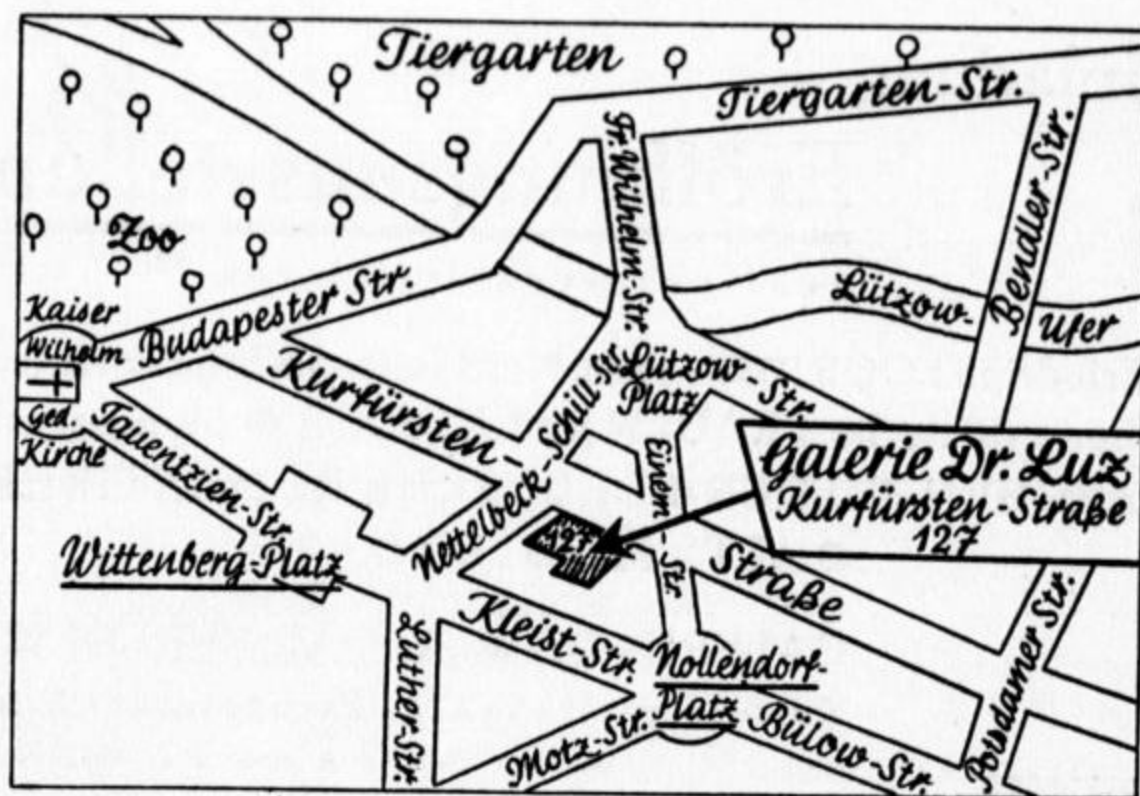 Tiergarten
Tiergarten-Str.
Fr. Wilhelm-Str.
Bendler-Str.
Zoo
Kaiser
Wilhelm
Ged.
Kirche
Budapester Str.
Lützow-
Ufer
Kurfürsten-
Schill-Str.
Lützow-Str.
Platz
Tauentzien-Str.
Einem-Str.
Galerie Dr. Luz
Kurfürsten-Straße
127
Nettelbeck-
127
Wittenberg-Platz
Straße
Kleist-Str.
Luther-Str.
Nollendorf-
Platz
Motz-Str.
Bülow-Str.
Potsdamer Str.